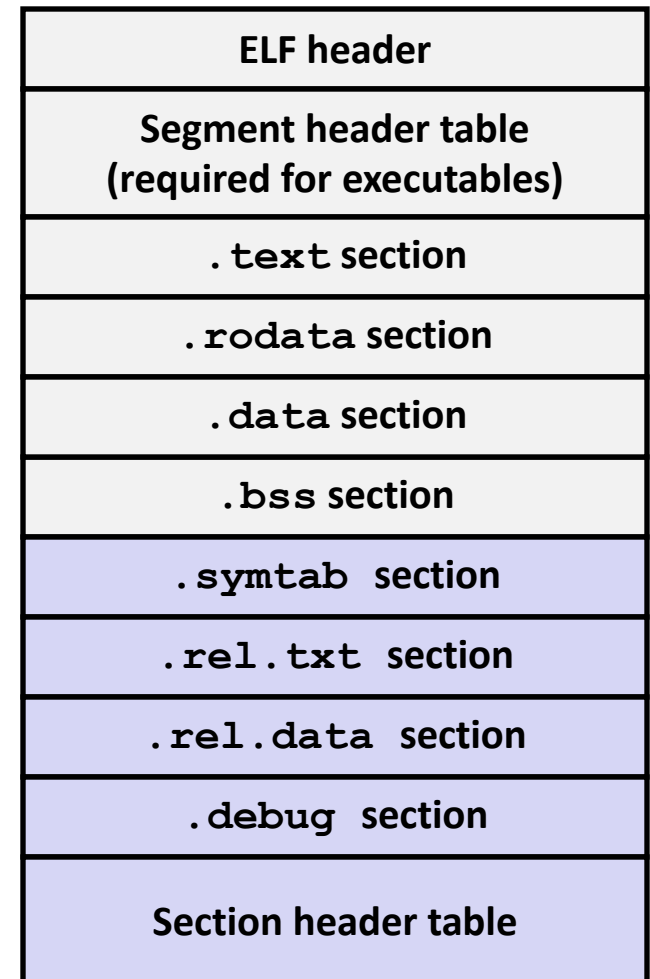 ELF header
Segment header table
(required for executables)
.text section
.rodata section
.data section
.bss section
.symtab section
.rel.txt section
.rel.data section
.debug section
Section header table